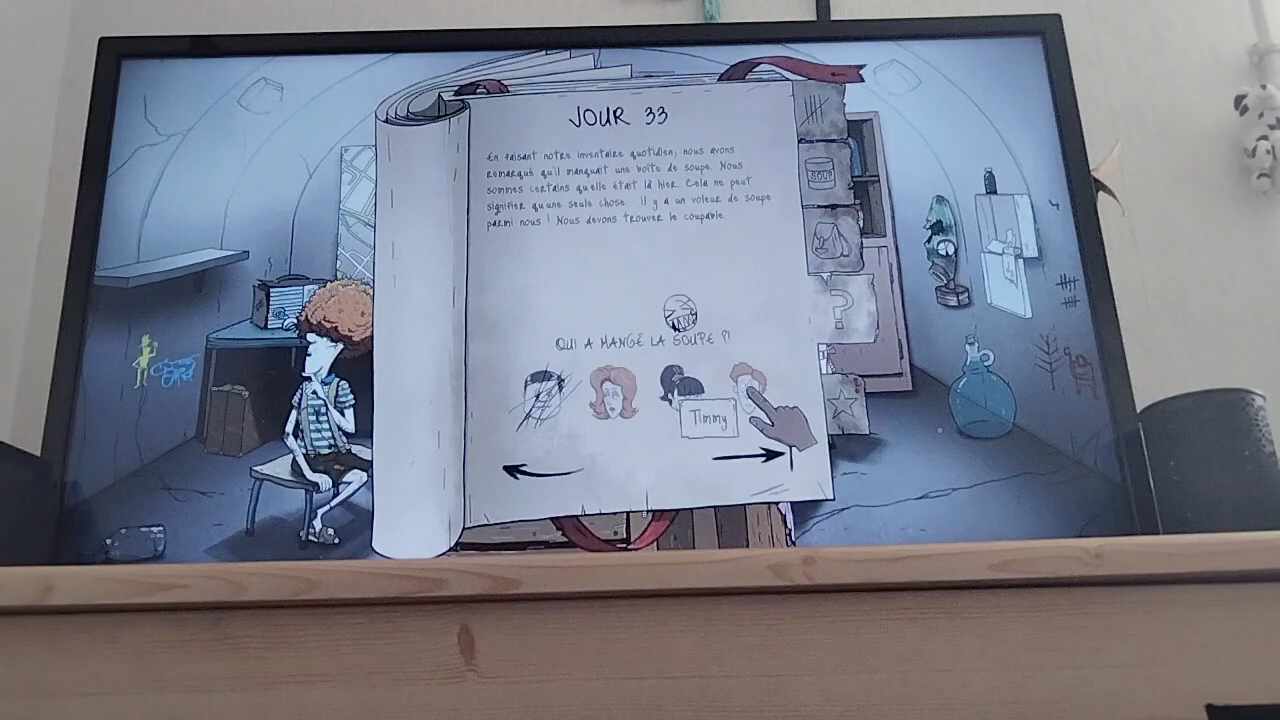 JOUR 33
En faisant notre inventaire quotidien, nous avons
remarqué qu'il manquait une boîte de soupe. Nous
sommes certains qu'elle était là hier. Cela ne peut
signifier qu'une seule chose. Il y a un voleur de soupe
parmi nous ! Nous devons trouver le coupable.
SOUP
?
QUI A MANGÉ LA SOUPE ?!
Timmy